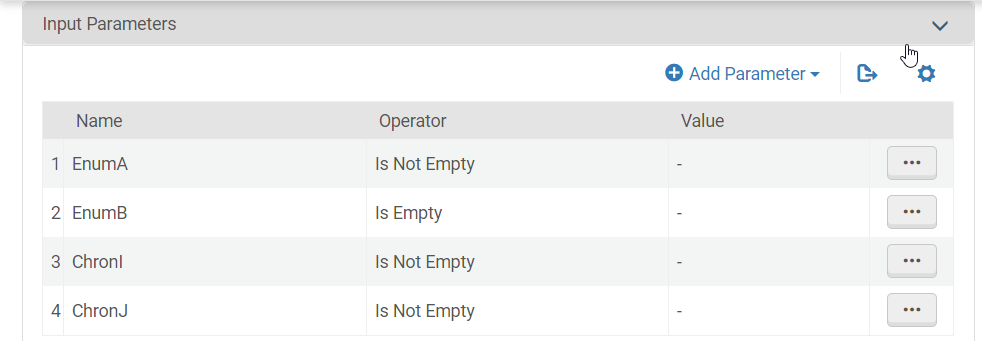 Input Parameters
Add Parameter
Name Operator Value
1 EnumA Is Not Empty - •••
2 EnumB Is Empty - •••
3 ChronI Is Not Empty - •••
4 ChronJ Is Not Empty - •••